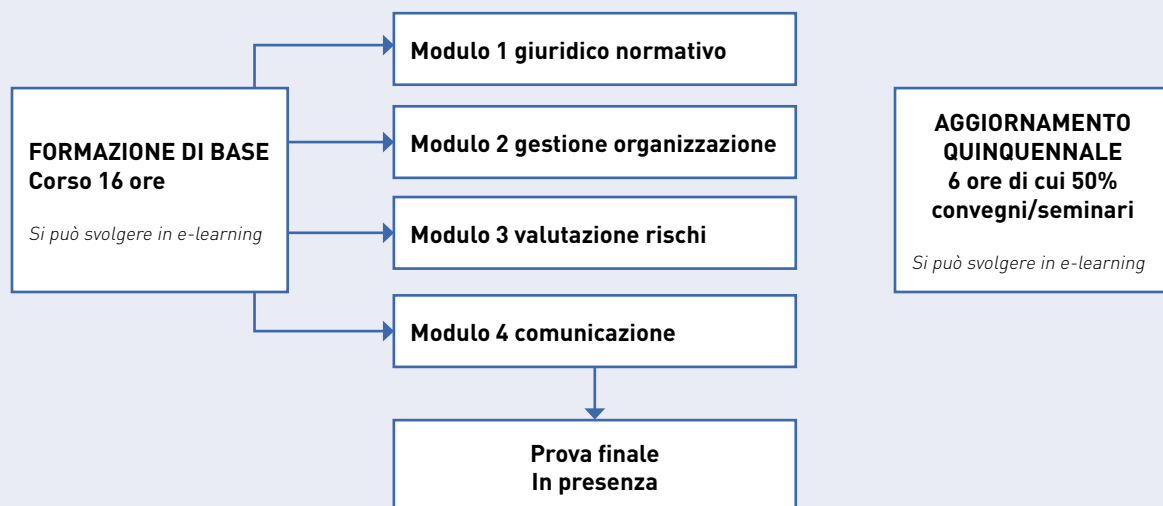 FORMAZIONE DI BASE
Corso 16 ore
Si può svolgere in e-learning
Modulo 1 giuridico normativo
Modulo 2 gestione organizzazione
Modulo 3 valutazione rischi
Modulo 4 comunicazione
Prova finale
In presenza
AGGIORNAMENTO
QUINQUENNALE
6 ore di cui 50%
convegni/seminari
Si può svolgere in e-learning